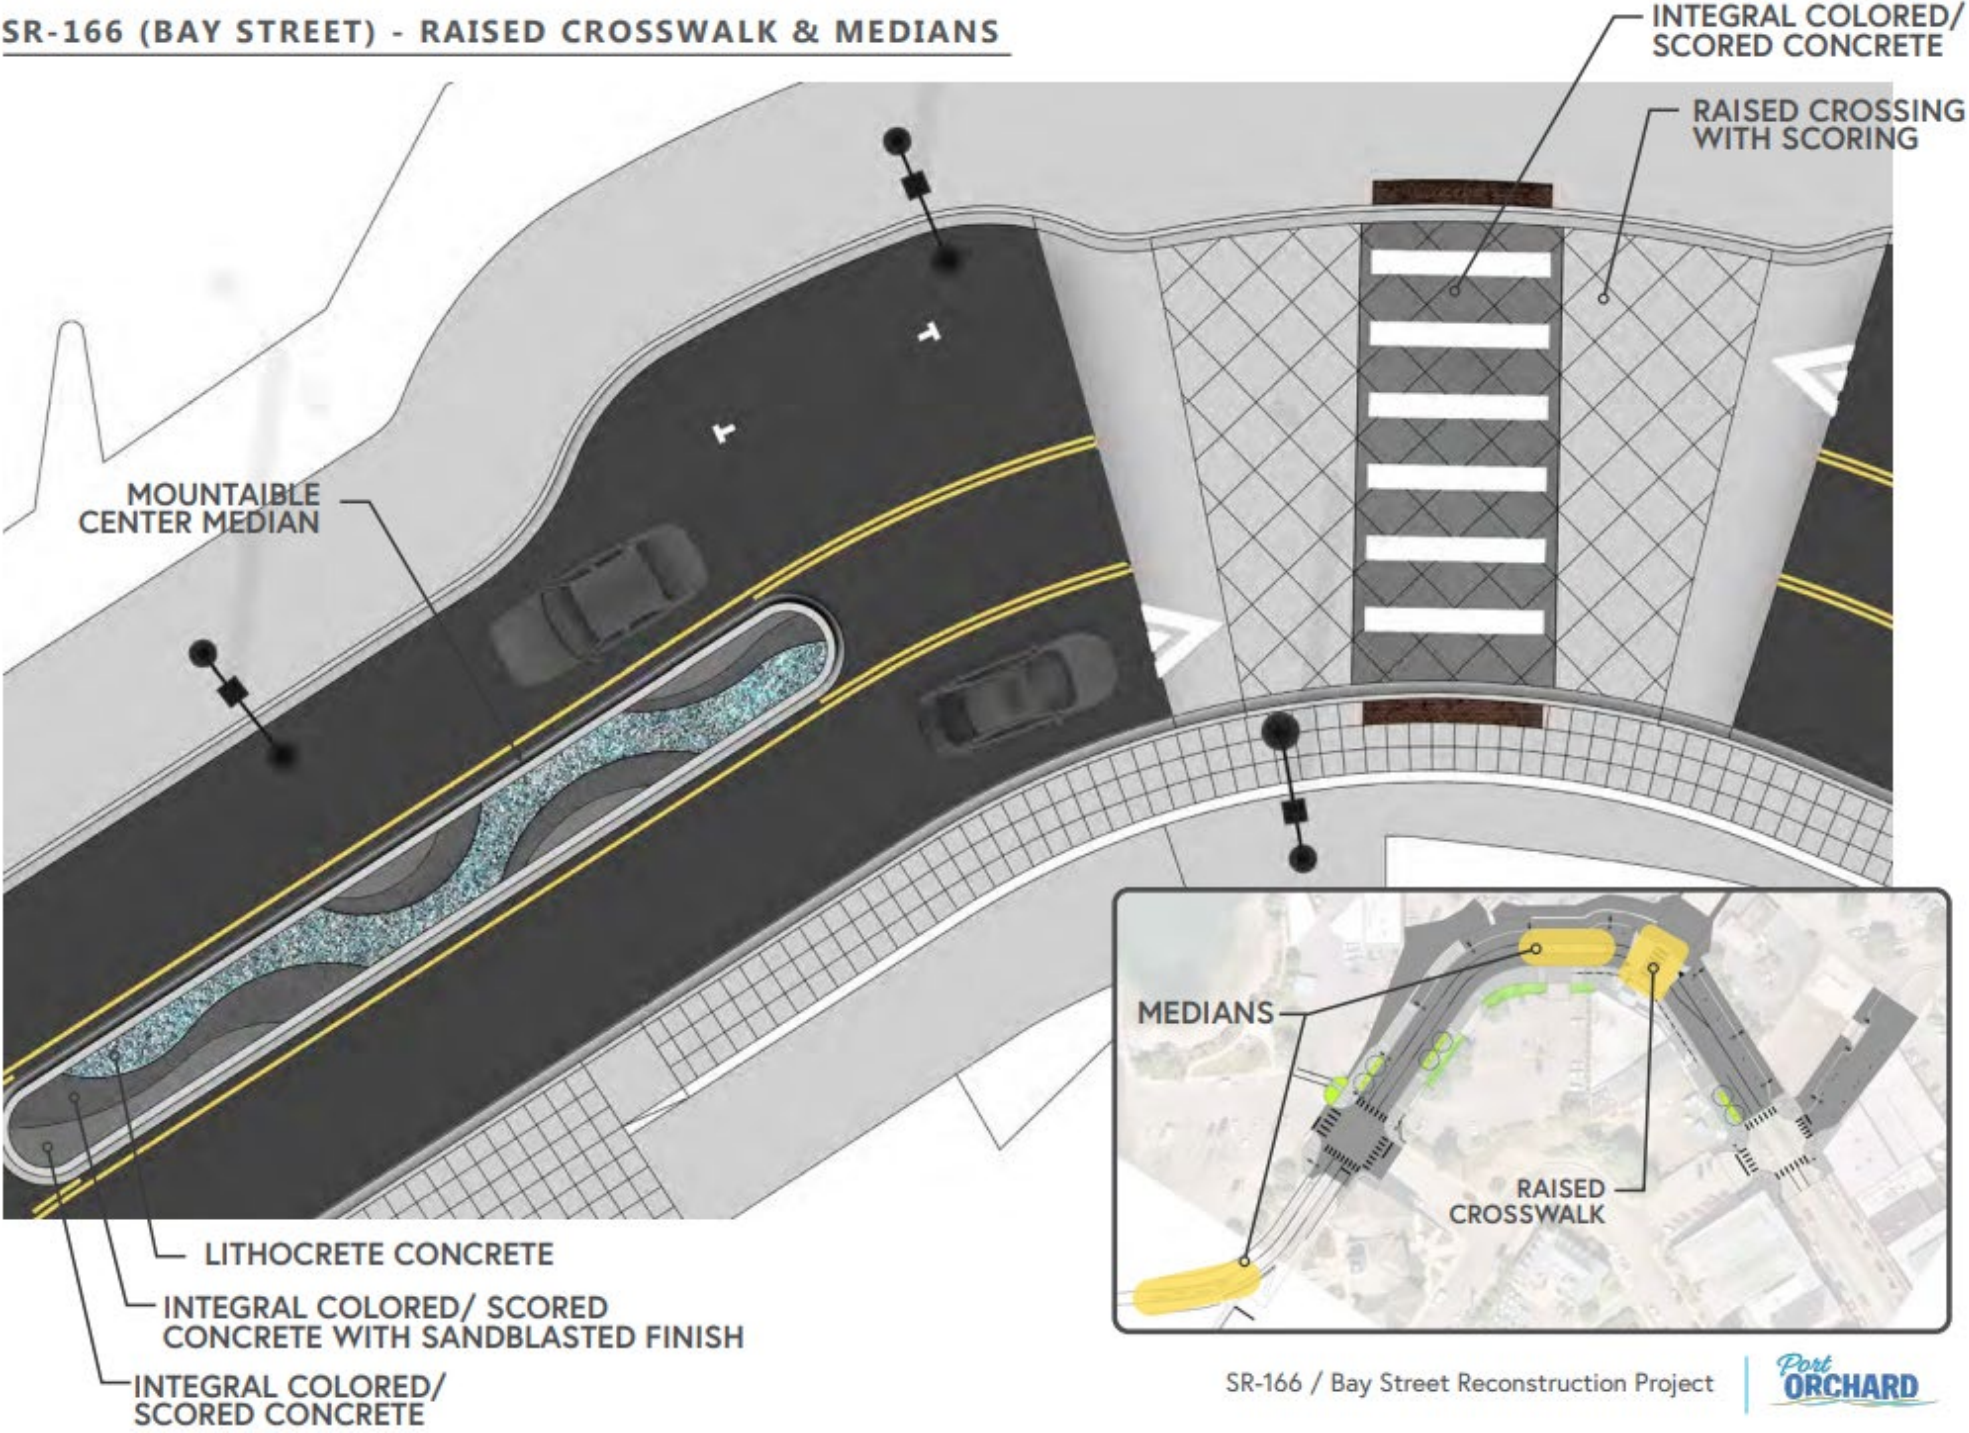 SR-166 (BAY STREET) - RAISED CROSSWALK & MEDIANS
INTEGRAL COLORED/
SCORED CONCRETE
RAISED CROSSING
WITH SCORING
MOUNTAIBLE
CENTER MEDIAN
MEDIANS
RAISED
CROSSWALK
LITHOCRETE CONCRETE
INTEGRAL COLORED/ SCORED
CONCRETE WITH SANDBLASTED FINISH
INTEGRAL COLORED/
SCORED CONCRETE
SR-166 / Bay Street Reconstruction Project
Port
ORCHARD